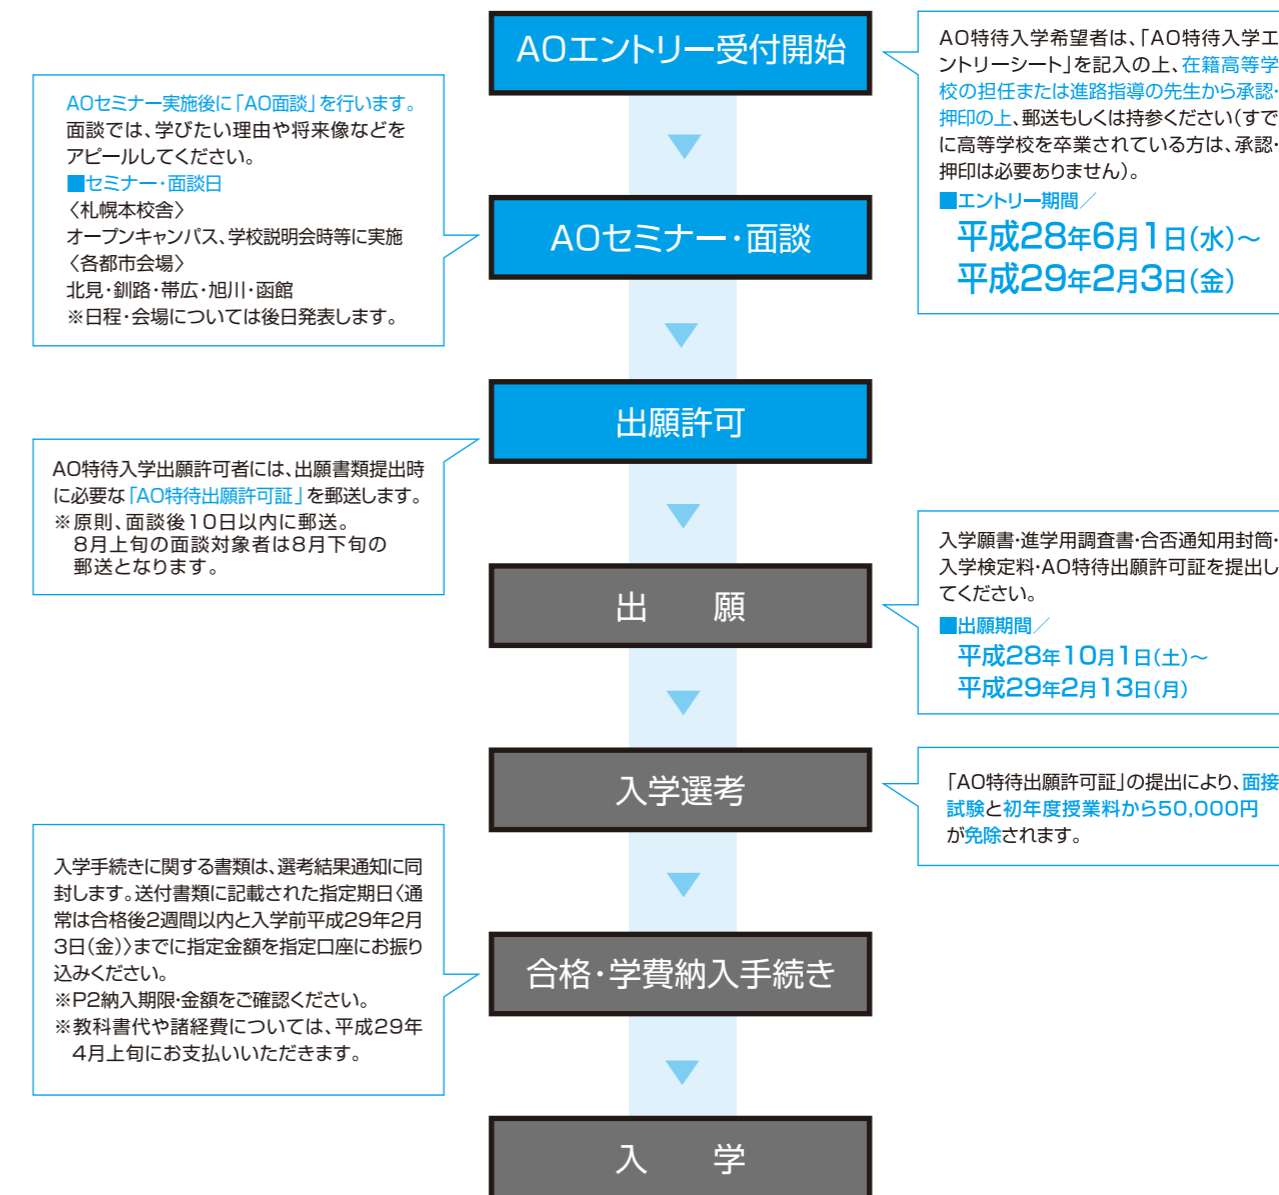 AOエントリー受付開始
AO特待入学希望者は、「AO特待入学エ
ントリーシート」を記入の上、在籍高等学
校の担任または進路指導の先生から承認・
押印の上、郵送もしくは持参ください(すで
に高等学校を卒業されている方は、承認・
押印は必要ありません)。
■エントリー期間／
平成28年6月1日(水)～
平成29年2月3日(金)
AOセミナー実施後に「AO面談」を行います。
面談では、学びたい理由や将来像などを
アピールしてください。
■セミナー・面談日
〈札幌本校舎〉
オープンキャンパス、学校説明会時等に実施
〈各都市会場〉
北見・釧路・帯広・旭川・函館
※日程・会場については後日発表します。
AOセミナー・面談
出願許可
AO特待入学出願許可者には、出願書類提出時
に必要な「AO特待出願許可証」を郵送します。
※原則、面談後10日以内に郵送。
8月上旬の面談対象者は8月下旬の
郵送となります。
出　願
入学願書・進学用調査書・合否通知用封筒・
入学検定料・AO特待出願許可証を提出し
てください。
■出願期間／
平成28年10月1日(土)～
平成29年2月13日(月)
入学選考
「AO特待出願許可証」の提出により、面接
試験と初年度授業料から50,000円
が免除されます。
入学手続きに関する書類は、選考結果通知に同
封します。送付書類に記載された指定期日〈通
常は合格後2週間以内と入学前平成29年2月
3日(金)〉までに指定金額を指定口座にお振り
込みください。
※P2納入期限・金額をご確認ください。
※教科書代や諸経費については、平成29年
4月上旬にお支払いいただきます。
合格・学費納入手続き
入　学